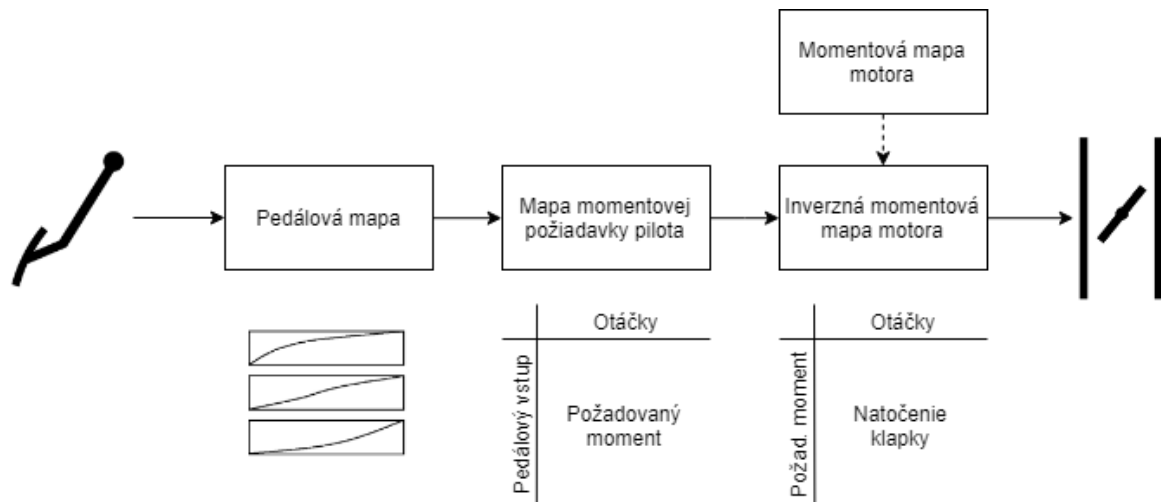 Momentová mapa
motora
Pedálová mapa
Mapa momentovej
požiadavky pilota
Inverzná momentová
mapa motora
Otáčky
Pedálový vstup
Požadovaný
moment
Otáčky
Požad. moment
Natočenie
klapky